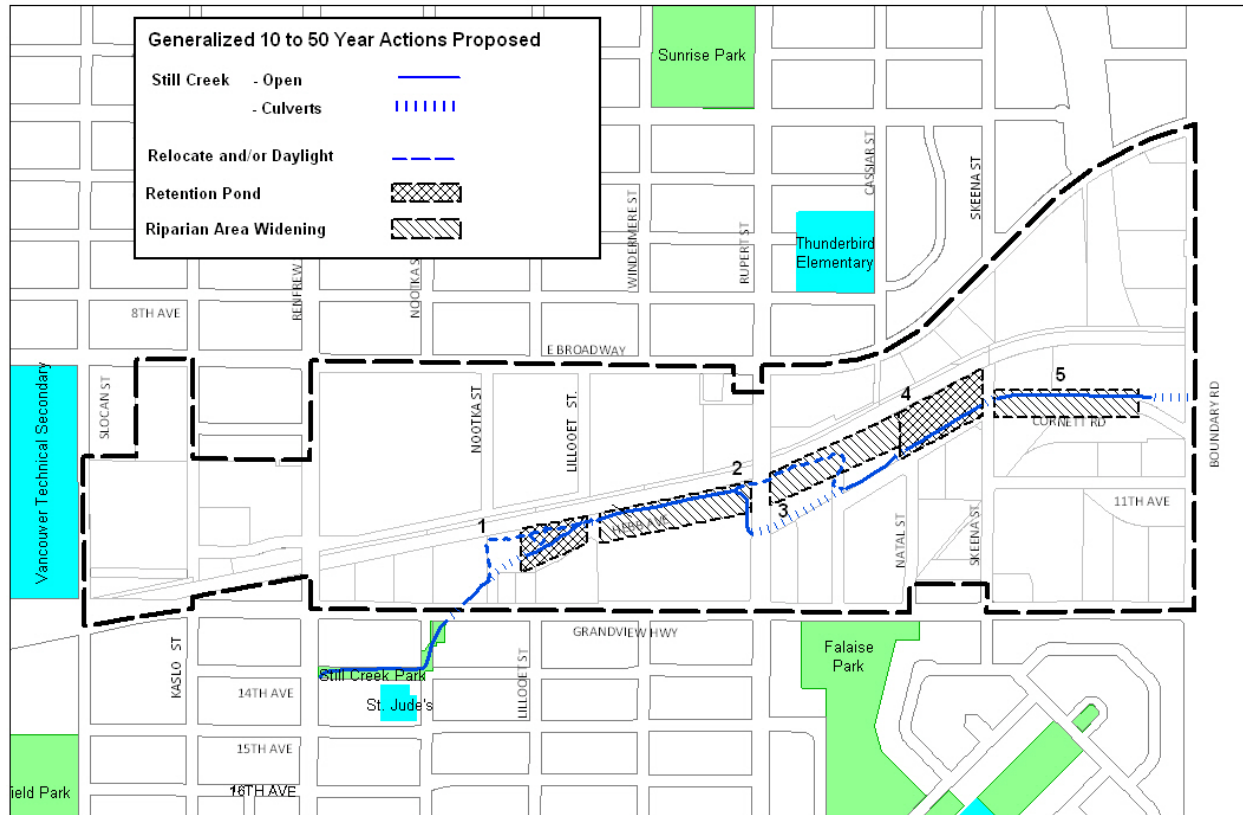 Generalized 10 to 50 Year Actions Proposed
Still Creek - Open
- Culverts
Relocate and/or Daylight
Retention Pond
Riparian Area Widening
Sunrise Park
CASSIAR ST
SKEENA ST
WINDERMERE ST
RUPERT ST
Thunderbird
Elementary
RENFREW
NOOTKA S
8TH AVE
E BROADWAY
Vancouver Technical Secondary
SLOCAN ST
NOOTKA ST
LILLOOET ST.
1
2
3
4
5
HEBB AVE
CORNETT RD
BOUNDARY RD
11TH AVE
NATAL ST
SKEENA ST
GRANDVIEW HWY
KASLO ST
Still Creek Park
14TH AVE
St. Jude's
LILLOOET ST
Falaise
Park
15TH AVE
16TH AVE
ield Park